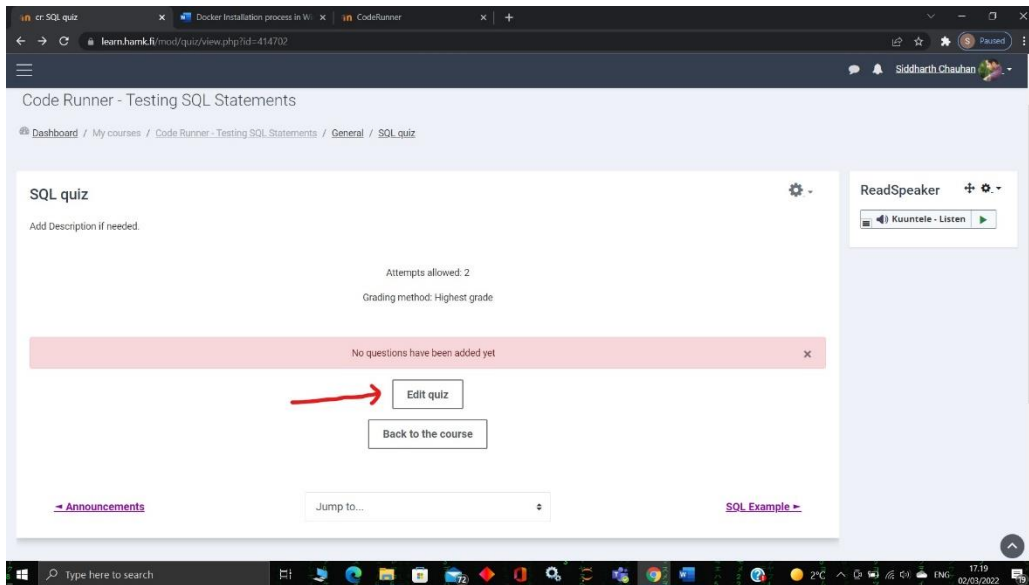 cr: SQL quiz
Docker Installation process in Wi
CodeRunner
learn.hamk.fi/mod/quiz/view.php?id=414702
S Paused
Siddharth Chauhan
Code Runner - Testing SQL Statements
Dashboard / My courses / Code Runner - Testing SQL Statements / General / SQL quiz
SQL quiz
ReadSpeaker
Add Description if needed.
Kuuntele - Listen
Attempts allowed: 2
Grading method: Highest grade
No questions have been added yet
Edit quiz
Back to the course
◄ Announcements
Jump to...
SQL Example ►
Type here to search
72
2°C
ENG
17.19
02/03/2022